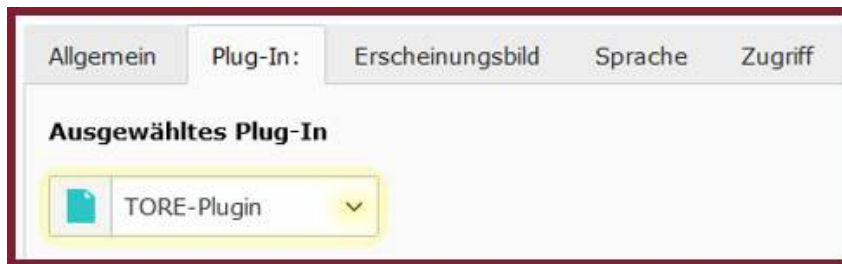 Allgemein Plug-In: Erscheinungsbild Sprache Zugriff
Ausgewähltes Plug-In
TORE-Plugin